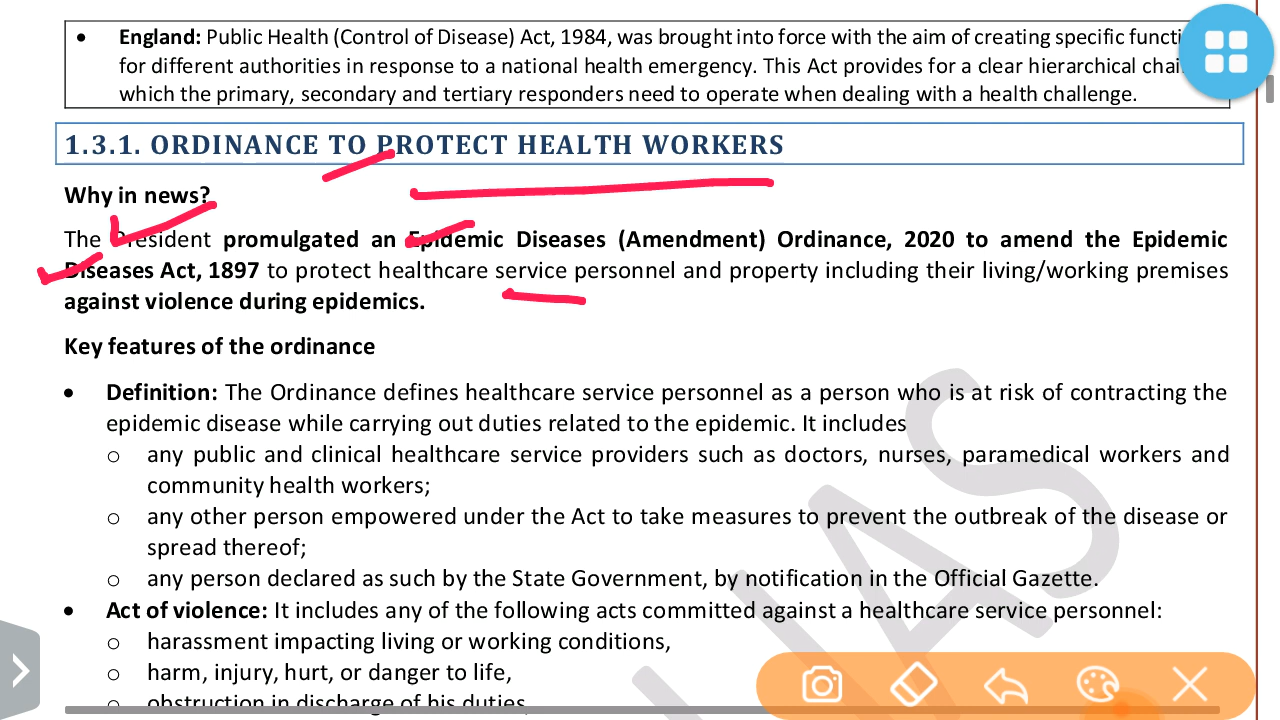 • England: Public Health (Control of Disease) Act, 1984, was brought into force with the aim of creating specific
for different authorities in response to a national health emergency. This Act provides for a clear hierarchical
which the primary, secondary and tertiary responders need to operate when dealing with a health challenge.
1.3.1. ORDINANCE TO PROTECT HEALTH WORKERS
Why in news?
The President promulgated an Epidemic Diseases (Amendment) Ordinance, 2020 to amend the Epidemic
Diseases Act, 1897 to protect healthcare service personnel and property including their living/working premises
against violence during epidemics.
Key features of the ordinance
• Definition: The Ordinance defines healthcare service personnel as a person who is at risk of contracting the
epidemic disease while carrying out duties related to the epidemic. It includes
o any public and clinical healthcare service providers such as doctors, nurses, paramedical workers and
community health workers;
o any other person empowered under the Act to take measures to prevent the outbreak of the disease or
spread thereof;
o any person declared as such by the State Government, by notification in the Official Gazette.
• Act of violence: It includes any of the following acts committed against a healthcare service personnel:
o harassment impacting living or working conditions,
o harm, injury, hurt, or danger to life,
o obstruction in discharge of his duties,
IAS